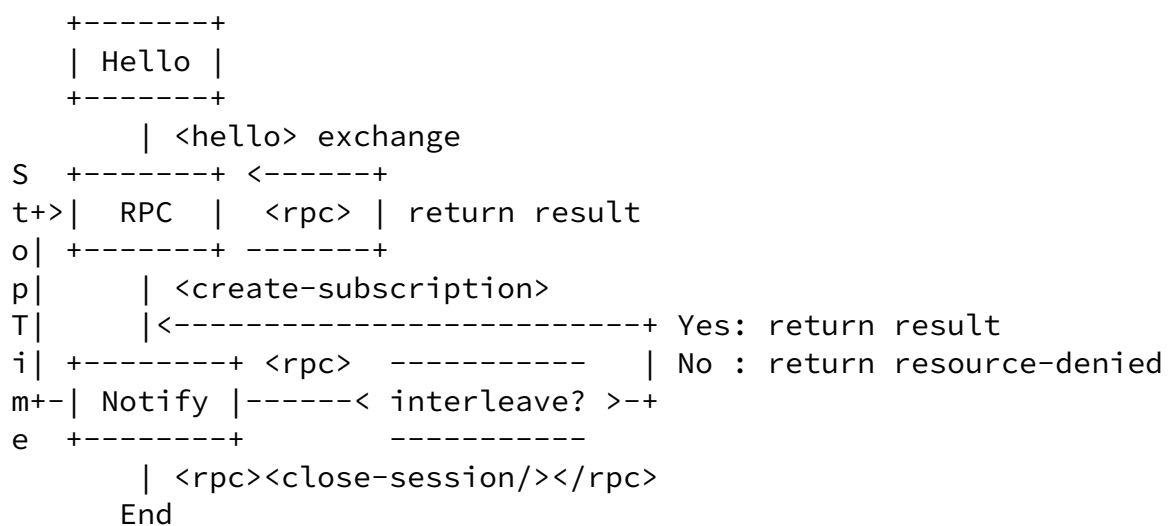 +-------+
   | Hello |
   +-------+
       | <hello> exchange
S  +-------+ <------+
t+>|  RPC  |  <rpc> | return result
o| +-------+ -------+
p|     | <create-subscription>
T|     |<--------------------------+ Yes: return result
i| +--------+ <rpc>  -----------   | No : return resource-denied
m+-| Notify |------< interleave? >-+
e  +--------+        -----------
       | <rpc><close-session/></rpc>
      End